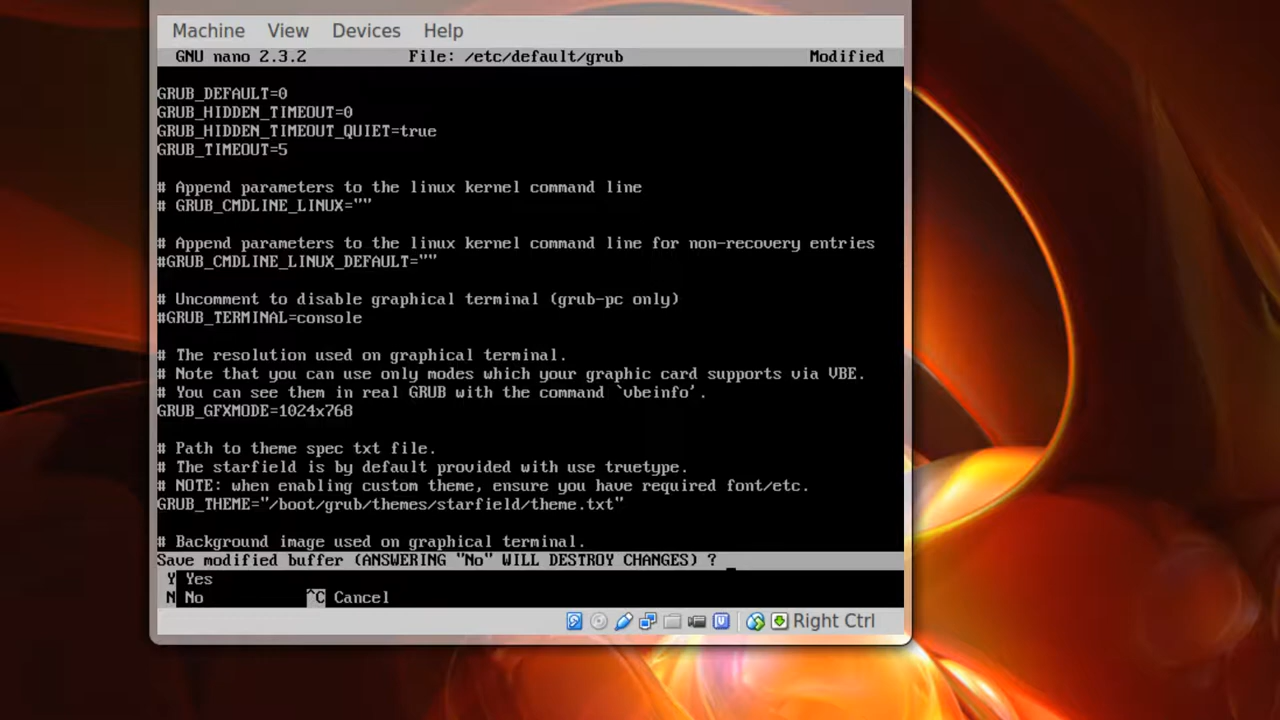 Machine View Devices Help
GNU nano 2.3.2 File: /etc/default/grub Modified
GRUB_DEFAULT=0
GRUB_HIDDEN_TIMEOUT=0
GRUB_HIDDEN_TIMEOUT_QUIET=true
GRUB_TIMEOUT=5
# Append parameters to the linux kernel command line
# GRUB_CMDLINE_LINUX=""
# Append parameters to the linux kernel command line for non-recovery entries
#GRUB_CMDLINE_LINUX_DEFAULT=""
# Uncomment to disable graphical terminal (grub-pc only)
#GRUB_TERMINAL=console
# The resolution used on graphical terminal.
# Note that you can use only modes which your graphic card supports via VBE.
# You can see them in real GRUB with the command `vbeinfo'.
GRUB_GFXMODE=1024x768
# Path to theme spec txt file.
# The starfield is by default provided with use truetype.
# NOTE: when enabling custom theme, ensure you have required font/etc.
GRUB_THEME="/boot/grub/themes/starfield/theme.txt"
# Background image used on graphical terminal.
Save modified buffer (ANSWERING "No" WILL DESTROY CHANGES) ?
Y Yes
N No ^C Cancel
Right Ctrl